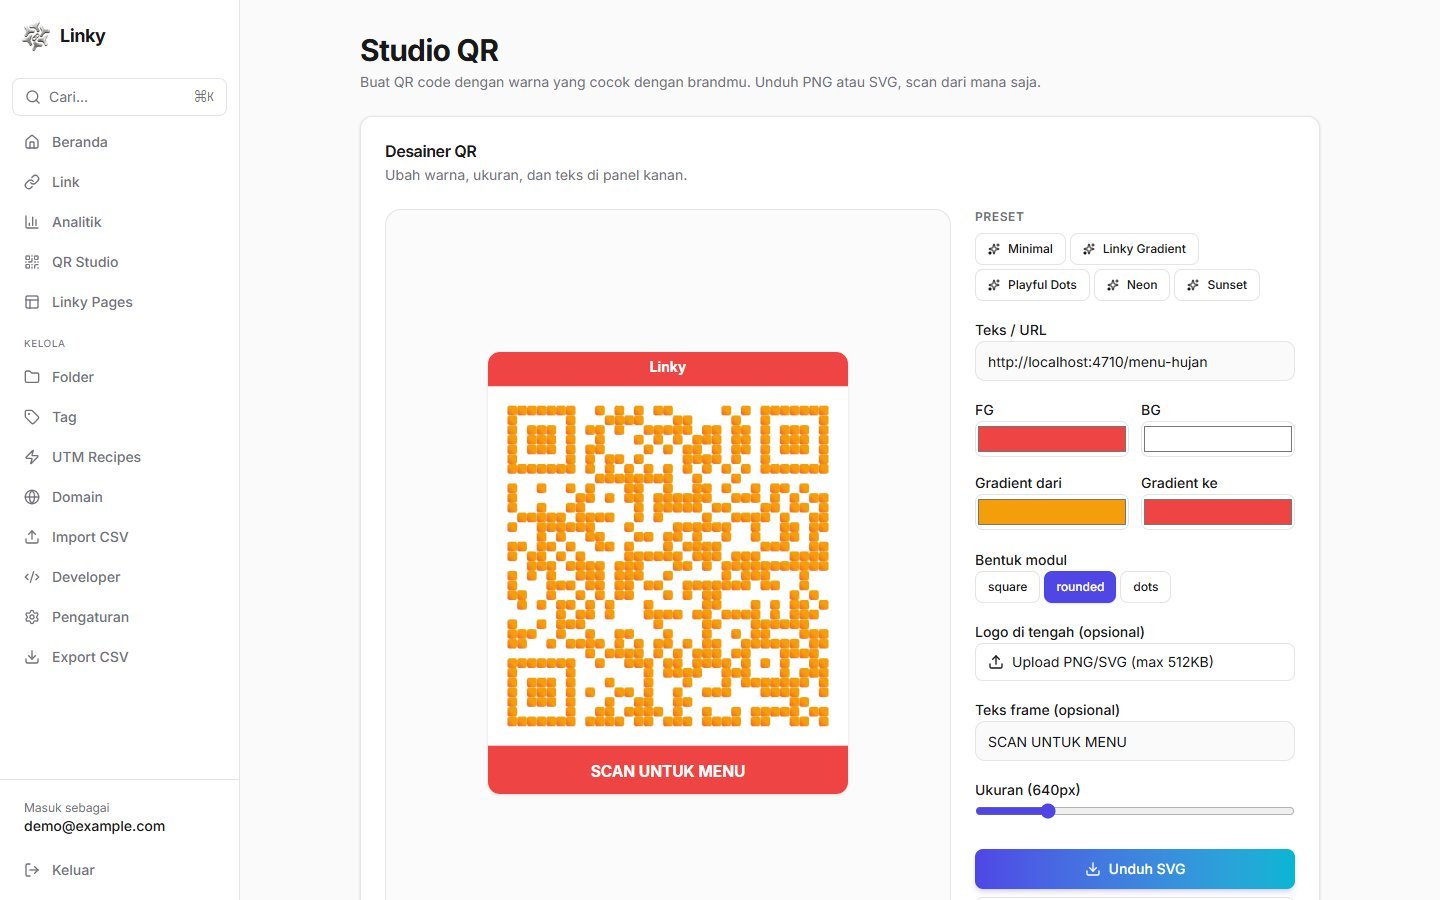 Linky
Cari...
⌘K
Beranda
Link
Analitik
QR Studio
Linky Pages
KELOLA
Folder
Tag
UTM Recipes
Domain
Import CSV
Developer
Pengaturan
Export CSV
Masuk sebagai
demo@example.com
Keluar
Studio QR
Buat QR code dengan warna yang cocok dengan brandmu. Unduh PNG atau SVG, scan dari mana saja.
Desainer QR
Ubah warna, ukuran, dan teks di panel kanan.
Linky
SCAN UNTUK MENU
PRESET
Minimal
Linky Gradient
Playful Dots
Neon
Sunset
Teks / URL
http://localhost:4710/menu-hujan
FG
BG
Gradient dari
Gradient ke
Bentuk modul
square
rounded
dots
Logo di tengah (opsional)
Upload PNG/SVG (max 512KB)
Teks frame (opsional)
SCAN UNTUK MENU
Ukuran (640px)
Unduh SVG